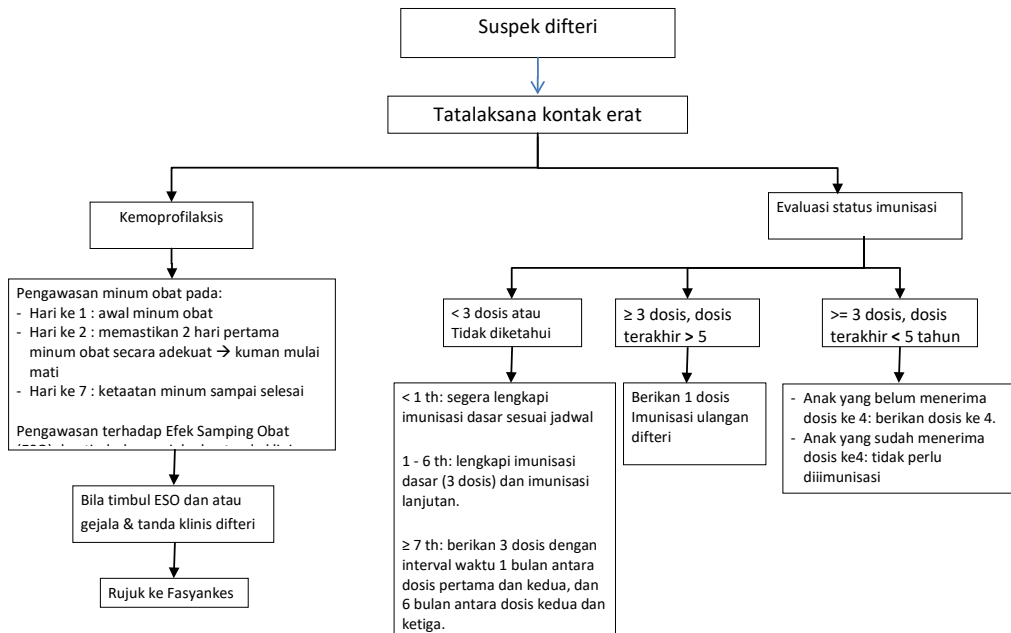 Suspek difteri
Tatalaksana kontak erat
Kemoprofilaksis
Evaluasi status imunisasi
Pengawasan minum obat pada:
- Hari ke 1 : awal minum obat
- Hari ke 2 : memastikan 2 hari pertama
minum obat secara adekuat → kuman mulai
mati
- Hari ke 7 : ketaatan minum sampai selesai
Pengawasan terhadap Efek Samping Obat
Bila timbul ESO dan atau
gejala & tanda klinis difteri
Rujuk ke Fasyankes
< 3 dosis atau
Tidak diketahui
≥ 3 dosis, dosis
terakhir > 5
>= 3 dosis, dosis
terakhir < 5 tahun
< 1 th: segera lengkapi
imunisasi dasar sesuai jadwal
1 - 6 th: lengkapi imunisasi
dasar (3 dosis) dan imunisasi
lanjutan.
≥ 7 th: berikan 3 dosis dengan
interval waktu 1 bulan antara
dosis pertama dan kedua, dan
6 bulan antara dosis kedua dan
ketiga.
Berikan 1 dosis
Imunisasi ulangan
difteri
- Anak yang belum menerima
dosis ke 4: berikan dosis ke 4.
- Anak yang sudah menerima
dosis ke4: tidak perlu
diiimunisasi